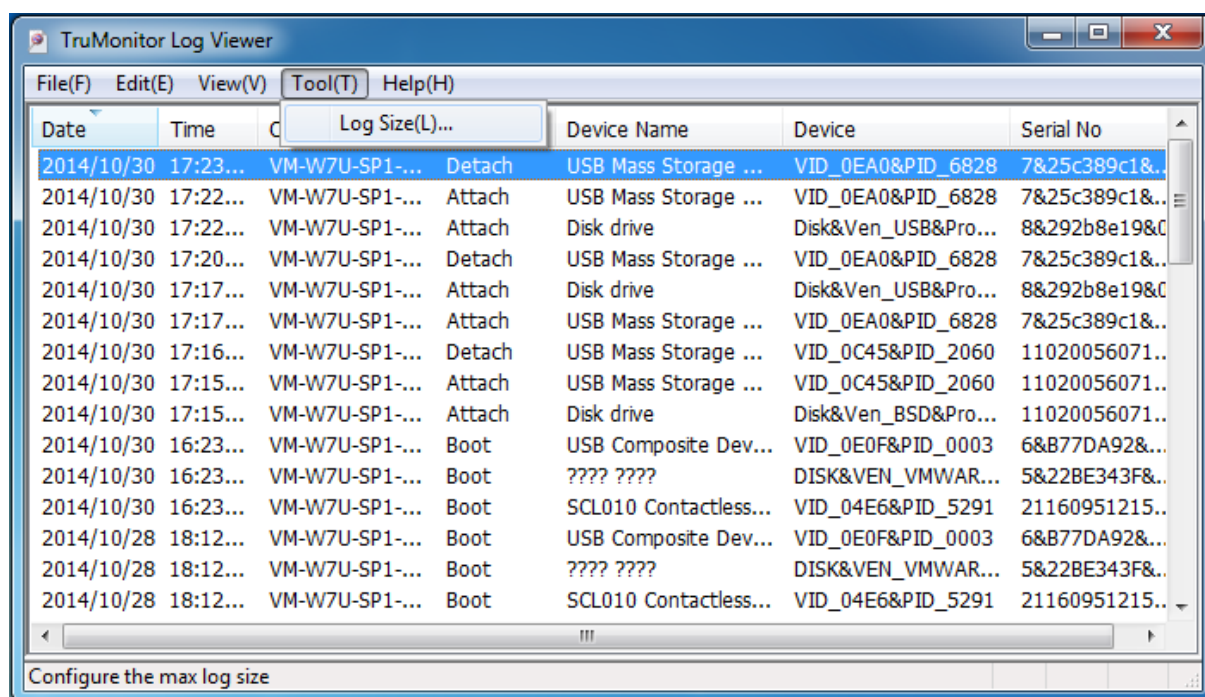 TruMonitor Log Viewer
File(F) Edit(E) View(V) Tool(T) Help(H)
Log Size(L)...
Date Time C Device Name Device Serial No
2014/10/30 17:23... VM-W7U-SP1-... Detach USB Mass Storage ... VID_0EA0&PID_6828 7&25c389c1&..
2014/10/30 17:22... VM-W7U-SP1-... Attach USB Mass Storage ... VID_0EA0&PID_6828 7&25c389c1&..
2014/10/30 17:22... VM-W7U-SP1-... Attach Disk drive Disk&Ven_USB&Pro... 8&292b8e19&0
2014/10/30 17:20... VM-W7U-SP1-... Detach USB Mass Storage ... VID_0EA0&PID_6828 7&25c389c1&..
2014/10/30 17:17... VM-W7U-SP1-... Attach Disk drive Disk&Ven_USB&Pro... 8&292b8e19&0
2014/10/30 17:17... VM-W7U-SP1-... Attach USB Mass Storage ... VID_0EA0&PID_6828 7&25c389c1&..
2014/10/30 17:16... VM-W7U-SP1-... Detach USB Mass Storage ... VID_0C45&PID_2060 11020056071..
2014/10/30 17:15... VM-W7U-SP1-... Attach USB Mass Storage ... VID_0C45&PID_2060 11020056071..
2014/10/30 17:15... VM-W7U-SP1-... Attach Disk drive Disk&Ven_BSD&Pro... 11020056071..
2014/10/30 16:23... VM-W7U-SP1-... Boot USB Composite Dev... VID_0E0F&PID_0003 6&B77DA92&...
2014/10/30 16:23... VM-W7U-SP1-... Boot ???? ???? DISK&VEN_VMWAR... 5&22BE343F&..
2014/10/30 16:23... VM-W7U-SP1-... Boot SCL010 Contactless... VID_04E6&PID_5291 21160951215..
2014/10/28 18:12... VM-W7U-SP1-... Boot USB Composite Dev... VID_0E0F&PID_0003 6&B77DA92&...
2014/10/28 18:12... VM-W7U-SP1-... Boot ???? ???? DISK&VEN_VMWAR... 5&22BE343F&..
2014/10/28 18:12... VM-W7U-SP1-... Boot SCL010 Contactless... VID_04E6&PID_5291 21160951215..
Configure the max log size